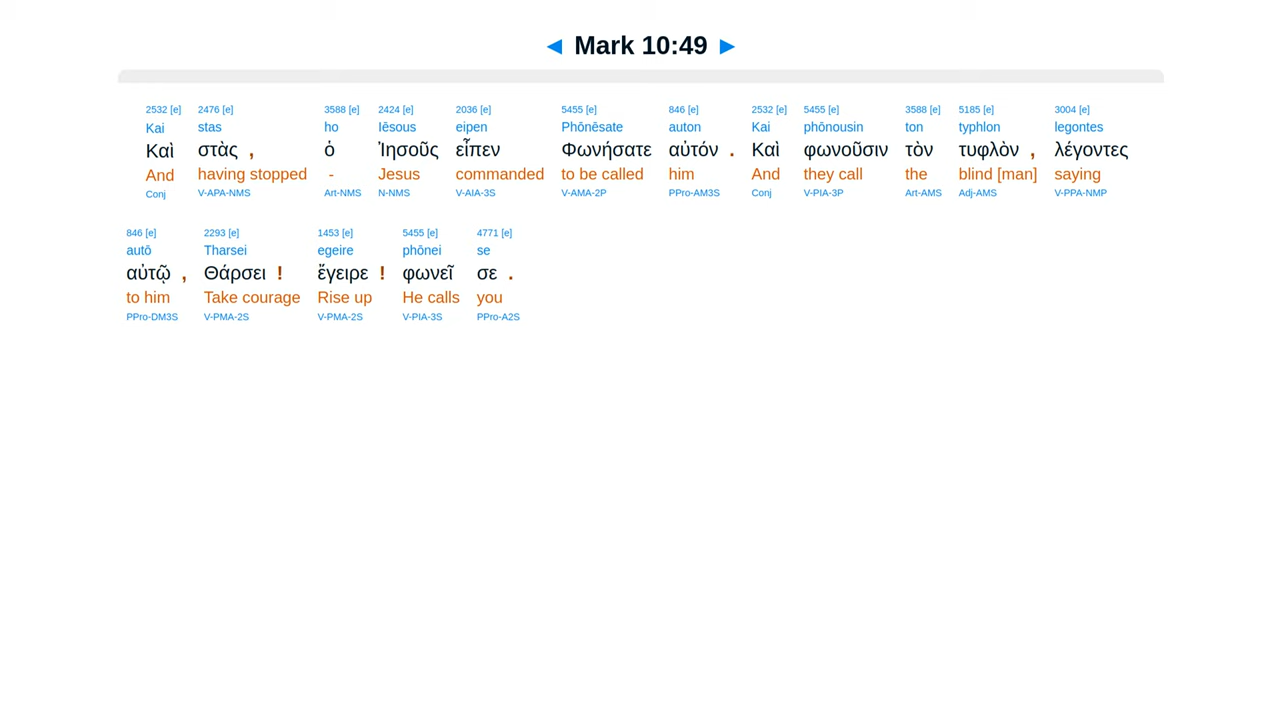 ◄ Mark 10:49 ►
2532 [e] 2476 [e] 3588 [e] 2424 [e] 2036 [e] 5455 [e] 846 [e] 2532 [e] 5455 [e] 3588 [e] 5185 [e] 3004 [e]
Kai stas ho Iēsous eipen Phōnēsate auton Kai phōnousin ton typhlon legontes
Καὶ στὰς , ὁ Ἰησοῦς εἶπεν Φωνήσατε αὐτόν . Καὶ φωνοῦσιν τὸν τυφλὸν , λέγοντες
And having stopped - Jesus commanded to be called him And they call the blind [man] saying
Conj V-APA-NMS Art-NMS N-NMS V-AIA-3S V-AMA-2P PPro-AM3S Conj V-PIA-3P Art-AMS Adj-AMS V-PPA-NMP
846 [e] 2293 [e] 1453 [e] 5455 [e] 4771 [e]
autō Tharsei egeire phōnei se
αὐτῷ , Θάρσει ! ἔγειρε ! φωνεῖ σε .
to him Take courage Rise up He calls you
PPro-DM3S V-PMA-2S V-PMA-2S V-PIA-3S PPro-A2S